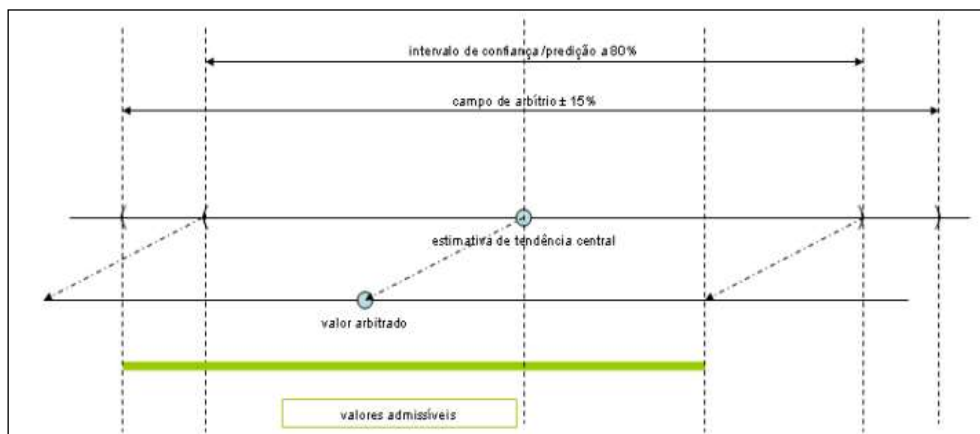 intervalo de confiança/predição a 80%
campo de arbítrio ± 15%
estimativa de tendência central
valor arbitrado
valores admissíveis